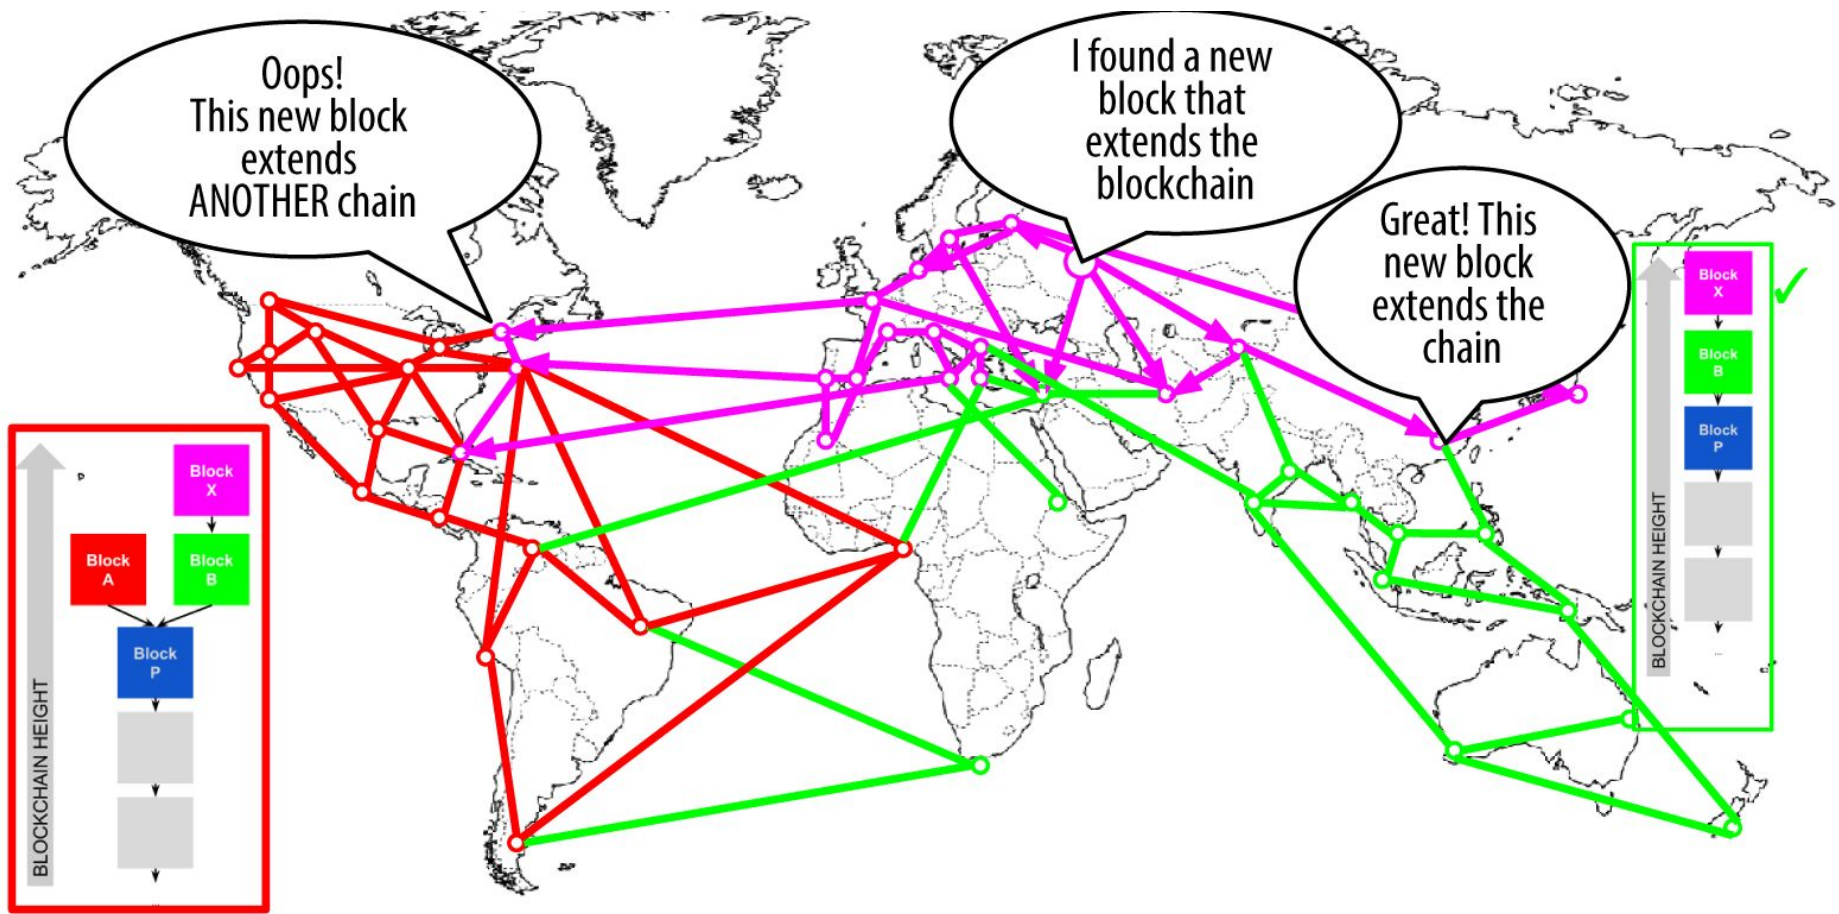 Oops!
This new block
extends
ANOTHER chain
I found a new
block that
extends the
blockchain
Great! This
new block
extends the
chain
BLOCKCHAIN HEIGHT
Block
X
Block
A
Block
B
Block
P
...
BLOCKCHAIN HEIGHT
Block
X
✓
Block
B
Block
P
...